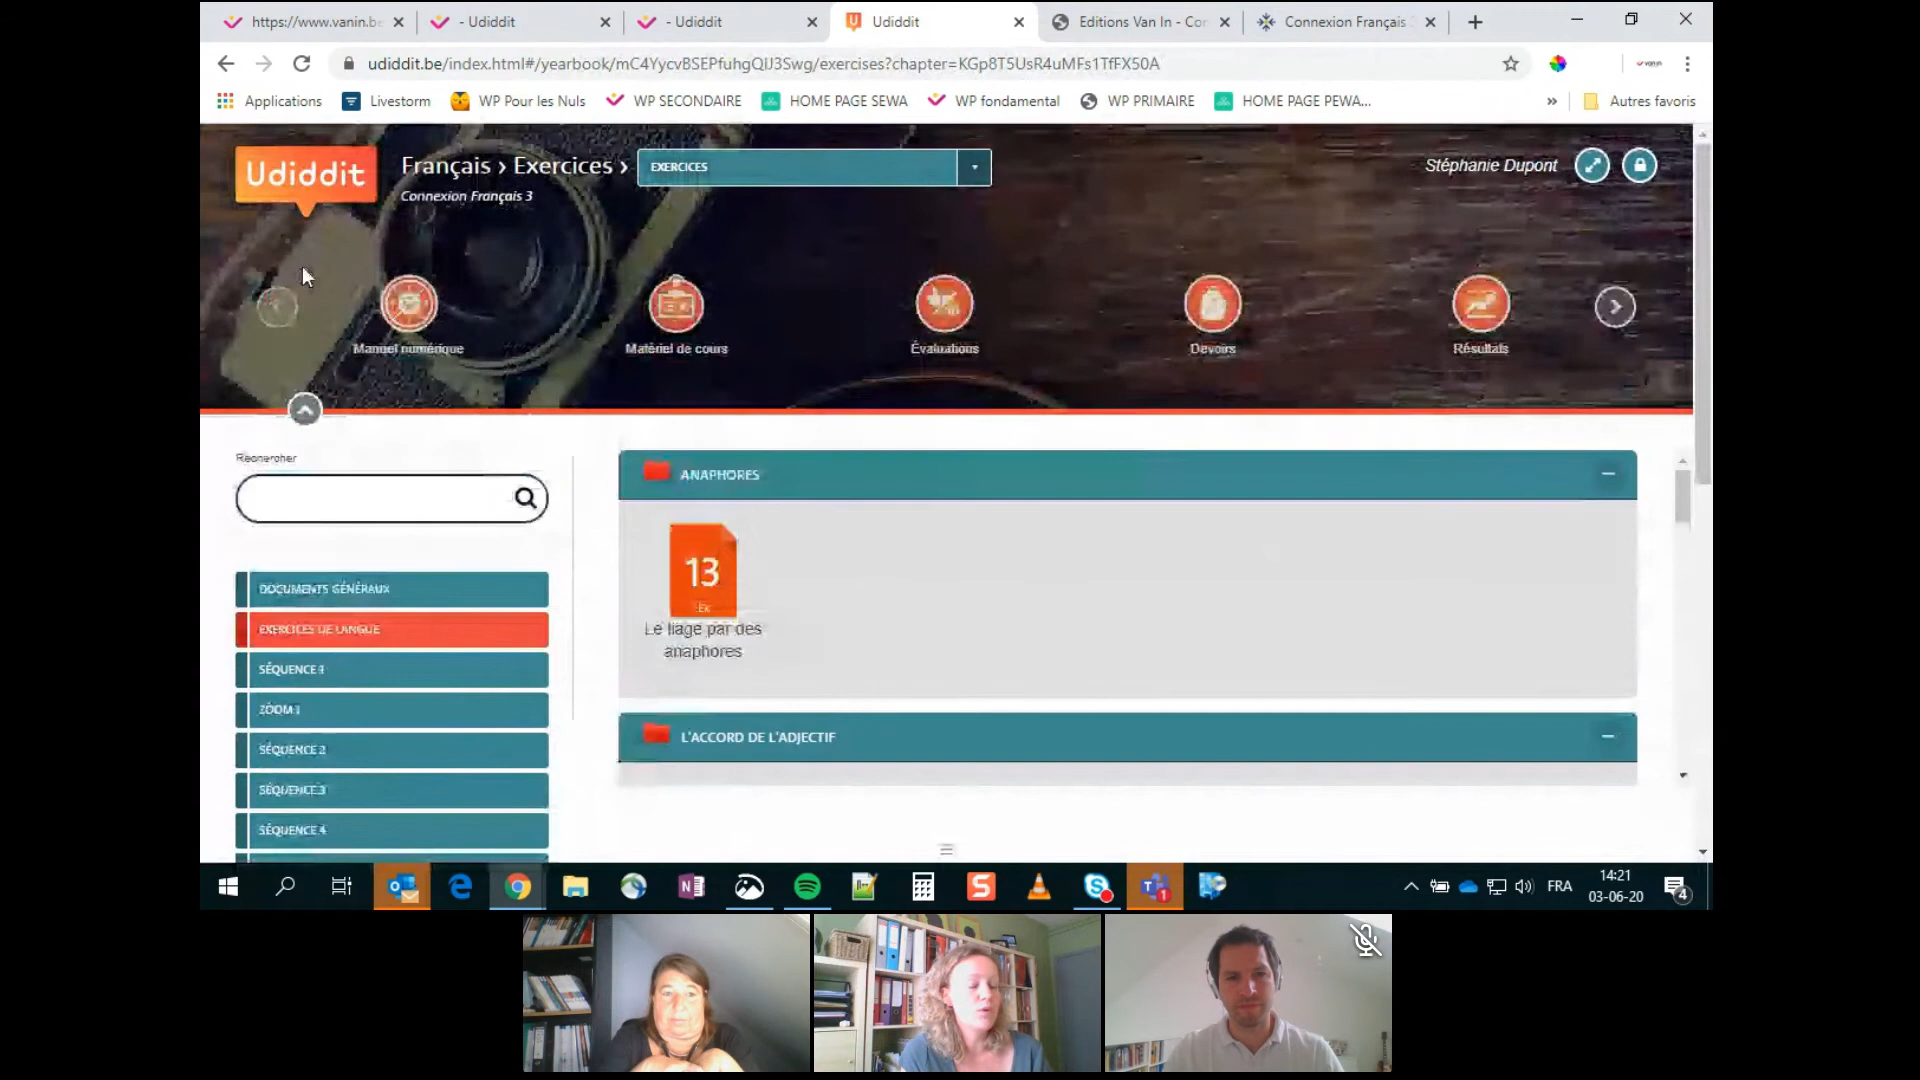 https://www.vanin.be
- Udiddit
- Udiddit
Udiddit
Editions Van In - Co
Connexion Français
udiddit.be/index.html#/yearbook/mC4YycvBSEPfuhgQIJ3Swg/exercises?chapter=KGp8T5UsR4uMFs1TfFX50A
Applications
Livestorm
WP Pour les Nuls
WP SECONDAIRE
HOME PAGE SEWA
WP fondamental
WP PRIMAIRE
HOME PAGE PEWA...
»
Autres favoris
Udiddit
Français › Exercices ›
EXERCICES
Connexion Français 3
Stéphanie Dupont
Manuel numérique
Matériel de cours
Évaluations
Devoirs
Résultats
Rechercher
DOCUMENTS GÉNÉRAUX
EXERCICES DE LANGUE
SÉQUENCE 1
ZOOM 1
SÉQUENCE 2
SÉQUENCE 3
SÉQUENCE 4
ANAPHORES
13
Ex
Le liage par des
anaphores
L'ACCORD DE L'ADJECTIF
FRA
14:21
03-06-20
4